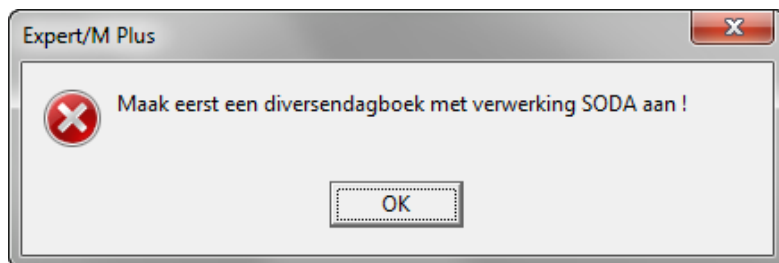 Expert/M Plus
Maak eerst een diversendagboek met verwerking SODA aan !
OK